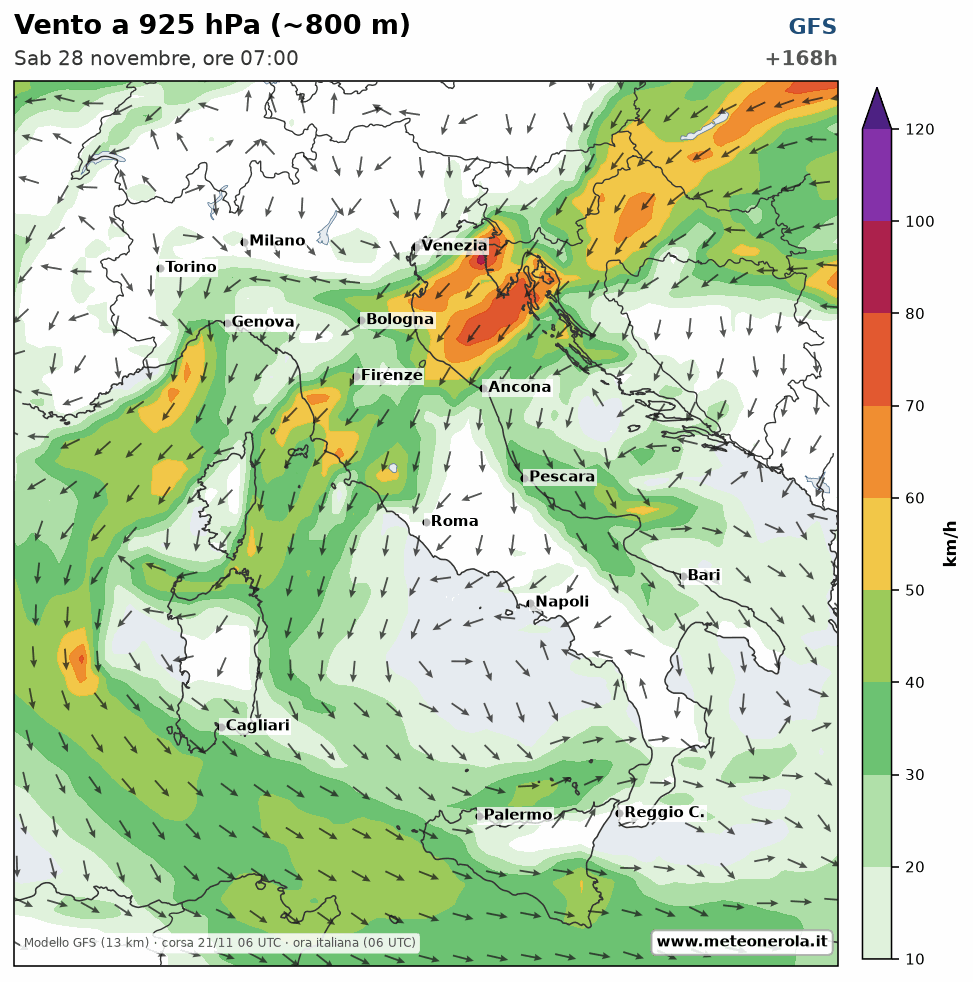 Vento a 925 hPa (~800 m)
GFS
Sab 28 novembre, ore 07:00
+168h
120
100
80
70
60
50
40
30
20
10
km/h
Venezia
Milano
Torino
Genova
Bologna
Firenze
Ancona
Pescara
Roma
Bari
Napoli
Cagliari
Palermo
Reggio C.
Modello GFS (13 km) · corsa 21/11 06 UTC · ora italiana (06 UTC)
www.meteonerola.it